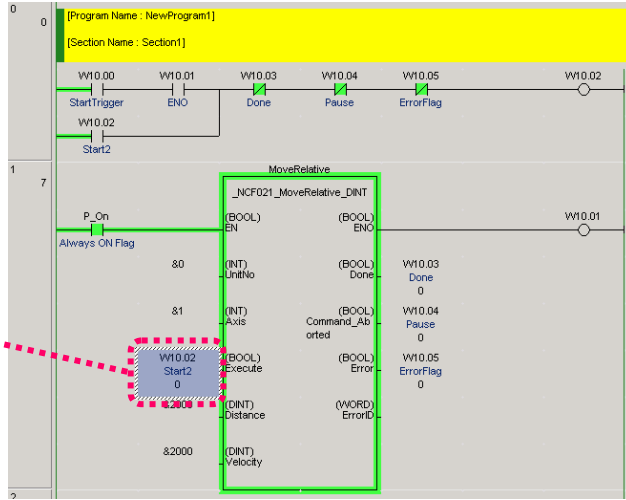 0
0
[Program Name : NewProgram1]
[Section Name : Section1]
W10.00 W10.01 W10.03 W10.04 W10.05 W10.02
StartTrigger ENO Done Pause ErrorFlag
W10.02
Start2
1
7
MoveRelative
_NCF021_MoveRelative_DINT
P_On (BOOL) (BOOL) W10.01
EN ENO
Always ON Flag
&0 (INT) (BOOL) W10.03
UnitNo Done Done
0
&1 (INT) (BOOL) W10.04
Axis Command_Ab Pause
orted 0
W10.02 (BOOL) (BOOL) W10.05
Start2 Execute Error ErrorFlag
0 0
(DINT) (WORD)
Distance ErrorID
&2000 (DINT)
Velocity
2